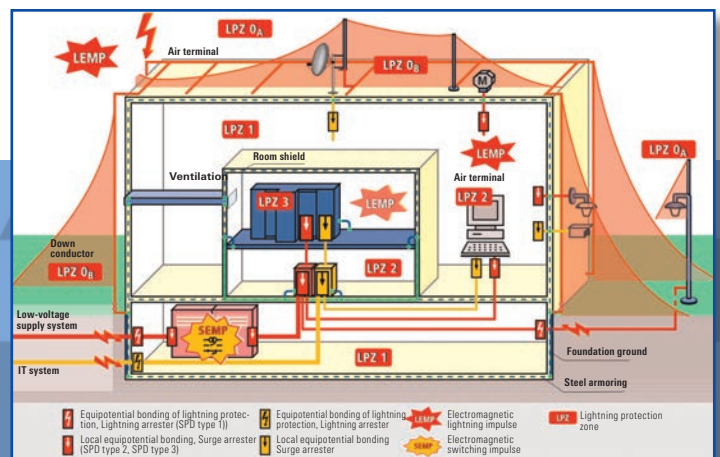 LPZ 0A
LEMP
Air terminal
LPZ 0B
M
LPZ 1
LEMP
LPZ 0A
Room shield
Ventilation
Air terminal
LPZ 3
LEMP
LPZ 2
Down
conductor
LPZ 0B
LPZ 2
Low-voltage
supply system
SEMP
IT system
LPZ 1
Foundation ground
Steel armoring
Equipotential bonding of lightning protec-
tion, Lightning arrester (SPD type 1))
Equipotential bonding of lightning
protection, Lightning arrester
LEMP
Electromagnetic
lightning impulse
LPZ
Lightning protection
zone
Local equipotential bonding, Surge arrester
(SPD type 2, SPD type 3)
Local equipotential bonding
Surge arrester
SEMP
Electromagnetic
switching impulse